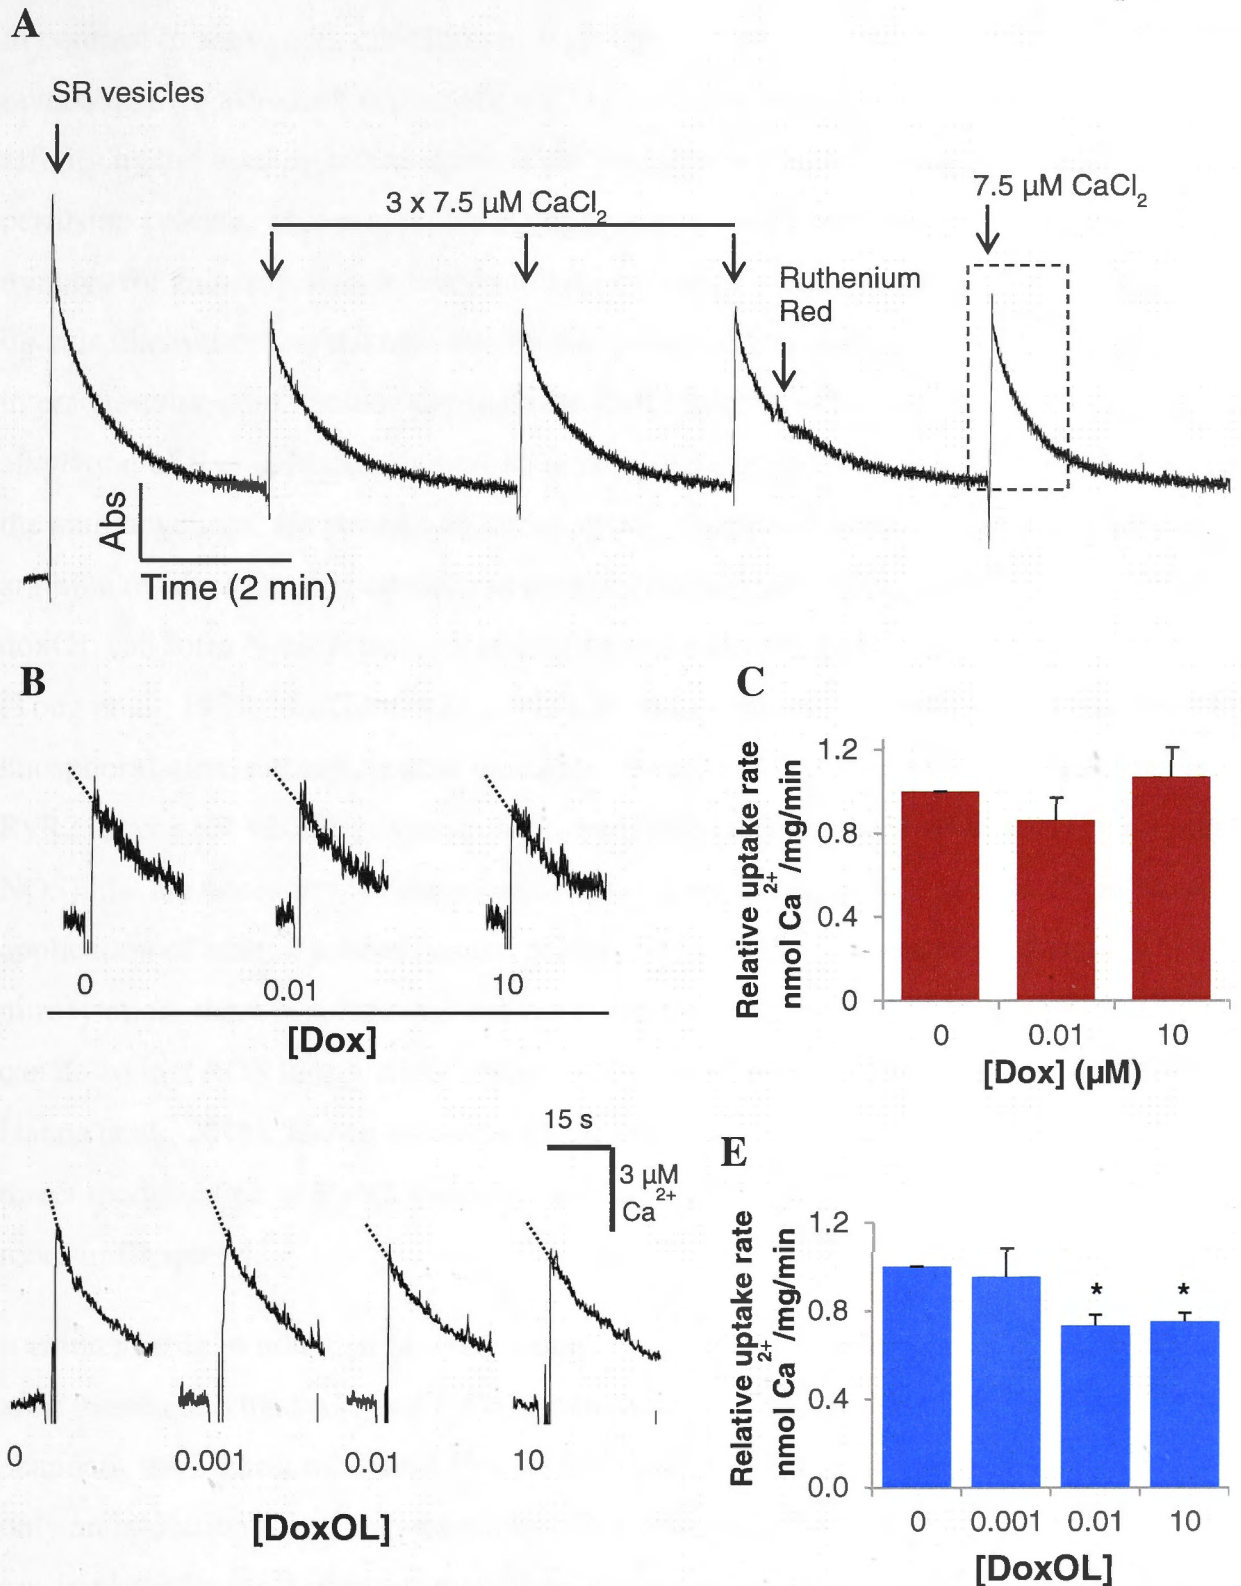 A
SR vesicles
3 x 7.5 µM CaCl₂
7.5 µM CaCl₂
Ruthenium
Red
Abs
Time (2 min)
B
0
0.01
10
[Dox]
C
Relative uptake rate
nmol Ca²⁺/mg/min
1.2
0.8
0.4
0
0
0.01
10
[Dox] (µM)
15 s
3 µM
Ca²⁺
0
0.001
0.01
10
[DoxOL]
E
Relative uptake rate
nmol Ca²⁺/mg/min
1.2
0.8
0.4
0.0
*
*
0
0.001
0.01
10
[DoxOL]